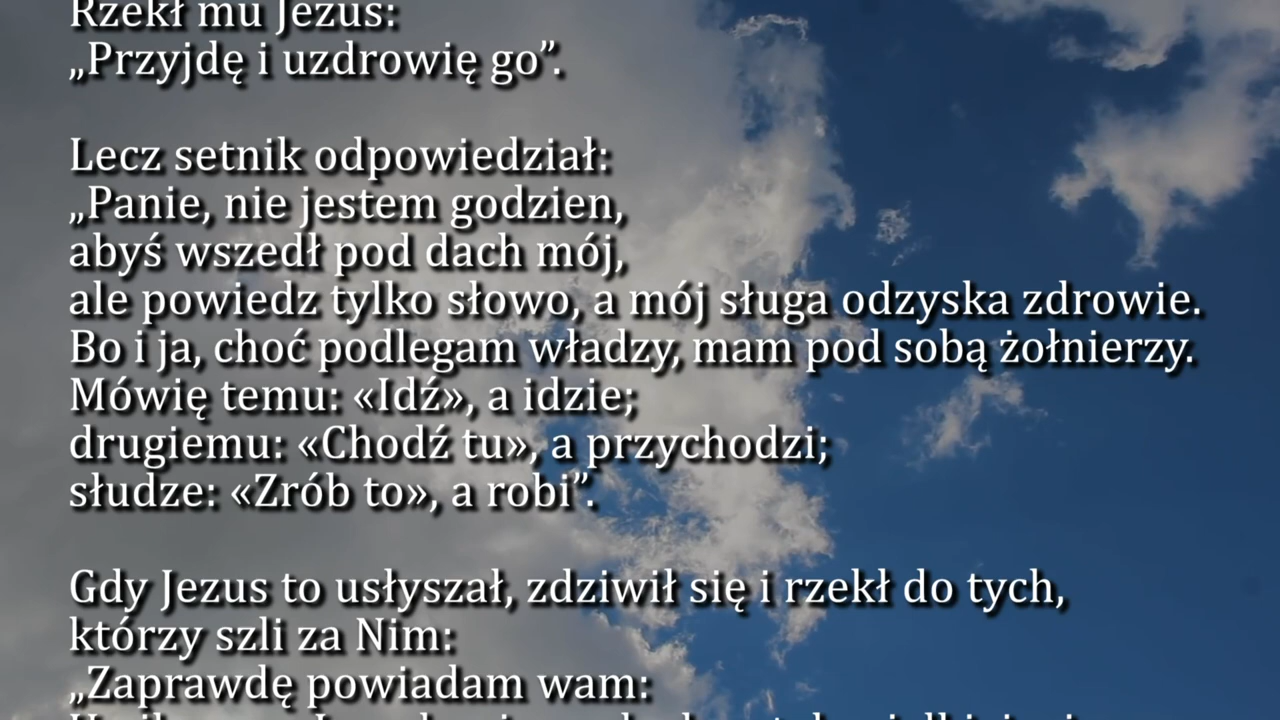 Rzekł mu Jezus:
„Przyjdę i uzdrowię go”.
Lecz setnik odpowiedział:
„Panie, nie jestem godzien,
abyś wszedł pod dach mój,
ale powiedz tylko słowo, a mój sługa odzyska zdrowie.
Bo i ja, choć podlegam władzy, mam pod sobą żołnierzy.
Mówię temu: «Idź», a idzie;
drugiemu: «Chodź tu», a przychodzi;
słudze: «Zrób to», a robi”.
Gdy Jezus to usłyszał, zdziwił się i rzekł do tych,
którzy szli za Nim:
„Zaprawdę powiadam wam: